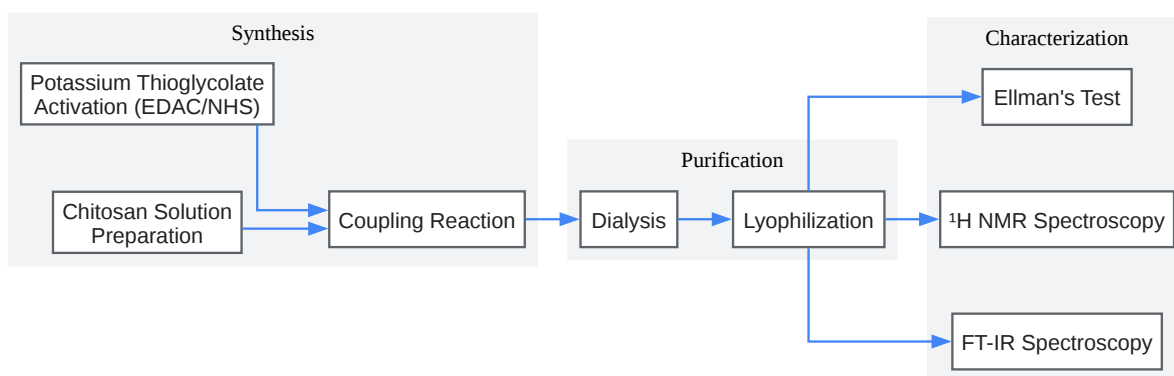 Synthesis
Potassium Thioglycolate
Activation (EDAC/NHS)
Chitosan Solution
Preparation
Coupling Reaction
Purification
Dialysis
Lyophilization
Characterization
Ellman's Test
¹H NMR Spectroscopy
FT-IR Spectroscopy